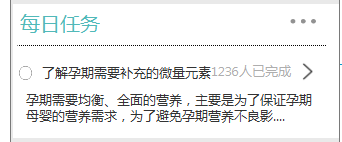 每日任务
了解孕期需要补充的微量元素1236人已完成
孕期需要均衡、全面的营养，主要是为了保证孕期
母婴的营养需求，为了避免孕期营养不良影....